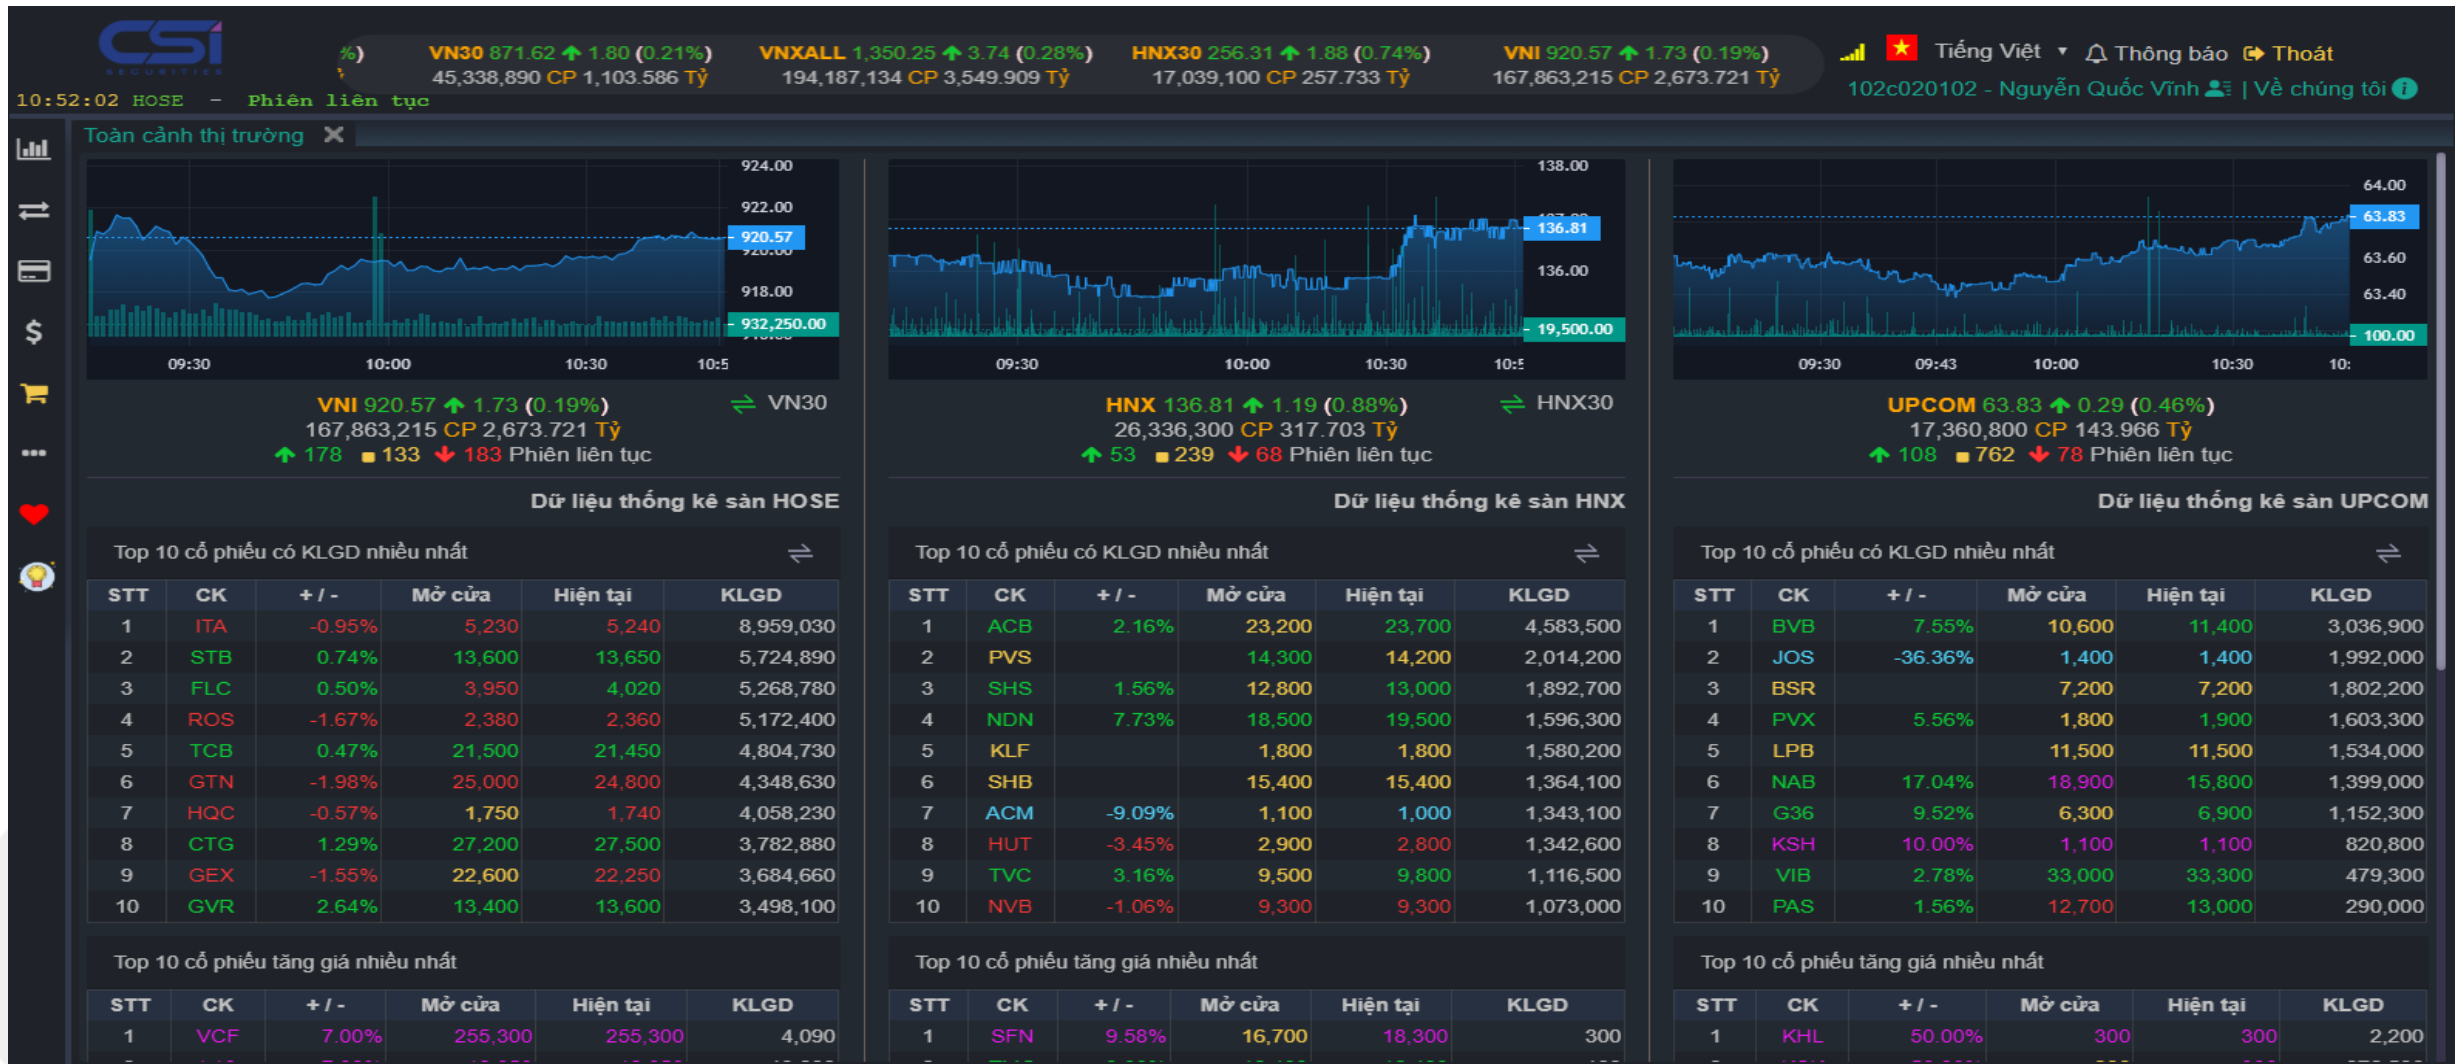 CSi
SECURITIES
%)
VN30 871.62 1.80 (0.21%)
45,338,890 CP 1,103.586 Tỷ
VNXALL 1,350.25 3.74 (0.28%)
194,187,134 CP 3,549.909 Tỷ
HNX30 256.31 1.88 (0.74%)
17,039,100 CP 257.733 Tỷ
VNI 920.57 1.73 (0.19%)
167,863,215 CP 2,673.721 Tỷ
Tiếng Việt Thông báo Thoát
102c020102 - Nguyễn Quốc Vĩnh | Về chúng tôi
10:52:02 HOSE - Phiên liên tục
Toàn cảnh thị trường
924.00
922.00
920.57
920.00
918.00
932,250.00
09:30 10:00 10:30 10:5
VNI 920.57 1.73 (0.19%) VN30
167,863,215 CP 2,673.721 Tỷ
178 133 183 Phiên liên tục
Dữ liệu thống kê sàn HOSE
Top 10 cổ phiếu có KLGD nhiều nhất
STT CK + / - Mở cửa Hiện tại KLGD
1 ITA -0.95% 5,230 5,240 8,959,030
2 STB 0.74% 13,600 13,650 5,724,890
3 FLC 0.50% 3,950 4,020 5,268,780
4 ROS -1.67% 2,380 2,360 5,172,400
5 TCB 0.47% 21,500 21,450 4,804,730
6 GTN -1.98% 25,000 24,800 4,348,630
7 HQC -0.57% 1,750 1,740 4,058,230
8 CTG 1.29% 27,200 27,500 3,782,880
9 GEX -1.55% 22,600 22,250 3,684,660
10 GVR 2.64% 13,400 13,600 3,498,100
Top 10 cổ phiếu tăng giá nhiều nhất
STT CK + / - Mở cửa Hiện tại KLGD
1 VCF 7.00% 255,300 255,300 4,090
138.00
136.81
136.00
19,500.00
09:30 10:00 10:30 10:5
HNX 136.81 1.19 (0.88%) HNX30
26,336,300 CP 317.703 Tỷ
53 239 68 Phiên liên tục
Dữ liệu thống kê sàn HNX
Top 10 cổ phiếu có KLGD nhiều nhất
STT CK + / - Mở cửa Hiện tại KLGD
1 ACB 2.16% 23,200 23,700 4,583,500
2 PVS 14,300 14,200 2,014,200
3 SHS 1.56% 12,800 13,000 1,892,700
4 NDN 7.73% 18,500 19,500 1,596,300
5 KLF 1,800 1,800 1,580,200
6 SHB 15,400 15,400 1,364,100
7 ACM -9.09% 1,100 1,000 1,343,100
8 HUT -3.45% 2,900 2,800 1,342,600
9 TVC 3.16% 9,500 9,800 1,116,500
10 NVB -1.06% 9,300 9,300 1,073,000
Top 10 cổ phiếu tăng giá nhiều nhất
STT CK + / - Mở cửa Hiện tại KLGD
1 SFN 9.58% 16,700 18,300 300
64.00
63.83
63.60
63.40
100.00
09:30 09:43 10:00 10:30 10:
UPCOM 63.83 0.29 (0.46%)
17,360,800 CP 143.966 Tỷ
108 762 78 Phiên liên tục
Dữ liệu thống kê sàn UPCOM
Top 10 cổ phiếu có KLGD nhiều nhất
STT CK + / - Mở cửa Hiện tại KLGD
1 BVB 7.55% 10,600 11,400 3,036,900
2 JOS -36.36% 1,400 1,400 1,992,000
3 BSR 7,200 7,200 1,802,200
4 PVX 5.56% 1,800 1,900 1,603,300
5 LPB 11,500 11,500 1,534,000
6 NAB 17.04% 18,900 15,800 1,399,000
7 G36 9.52% 6,300 6,900 1,152,300
8 KSH 10.00% 1,100 1,100 820,800
9 VIB 2.78% 33,000 33,300 479,300
10 PAS 1.56% 12,700 13,000 290,000
Top 10 cổ phiếu tăng giá nhiều nhất
STT CK + / - Mở cửa Hiện tại KLGD
1 KHL 50.00% 300 300 2,200